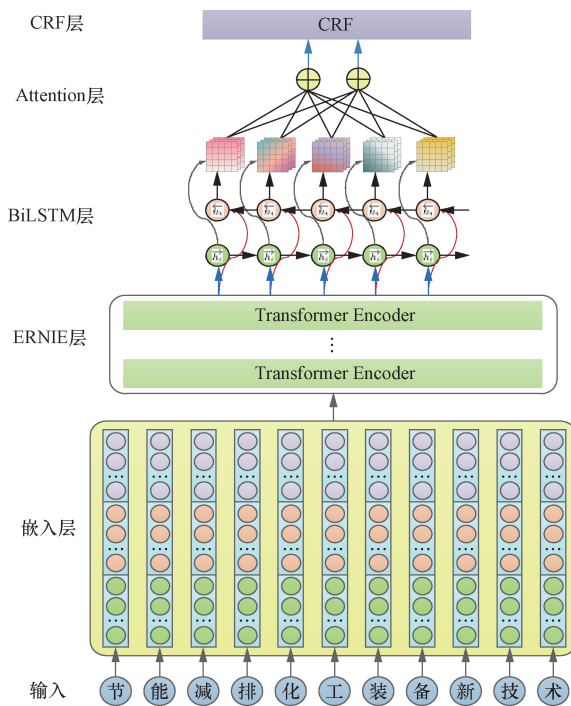 CRF层
CRF
Attention层
BiLSTM层
ERNIE层
Transformer Encoder
⋮
Transformer Encoder
嵌入层
输入
节 能 减 排 化 工 装 备 新 技 术